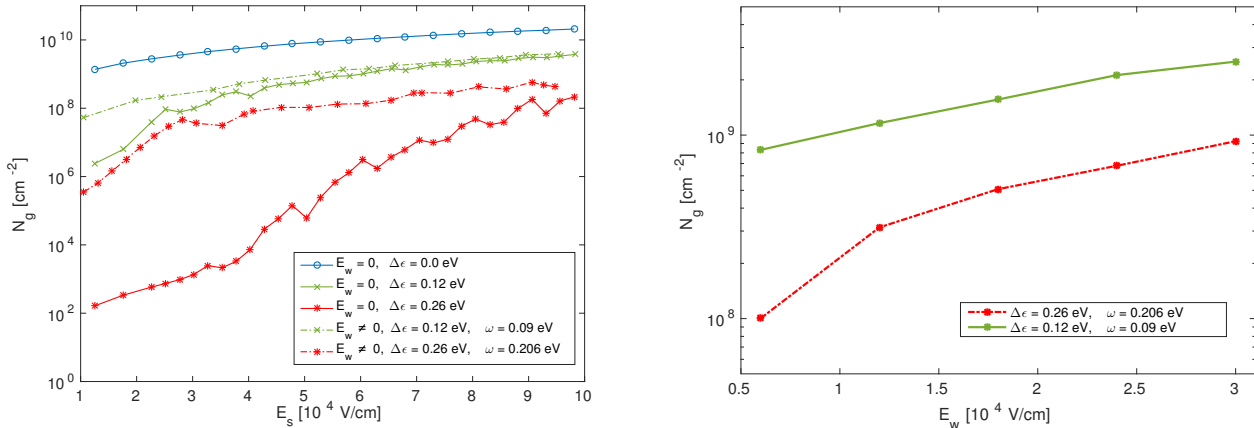 10^10
10^8
10^6
10^4
10^2
10^0
N_g [cm^-2]
1 2 3 4 5 6 7 8 9 10
E_s [10^4 V/cm]
E_w = 0, Δϵ = 0.0 eV
E_w = 0, Δϵ = 0.12 eV
E_w = 0, Δϵ = 0.26 eV
E_w ≠ 0, Δϵ = 0.12 eV, ω = 0.09 eV
E_w ≠ 0, Δϵ = 0.26 eV, ω = 0.206 eV
10^9
10^8
N_g [cm^-2]
0.5 1 1.5 2 2.5 3
E_w [10^4 V/cm]
Δϵ = 0.26 eV, ω = 0.206 eV
Δϵ = 0.12 eV, ω = 0.09 eV